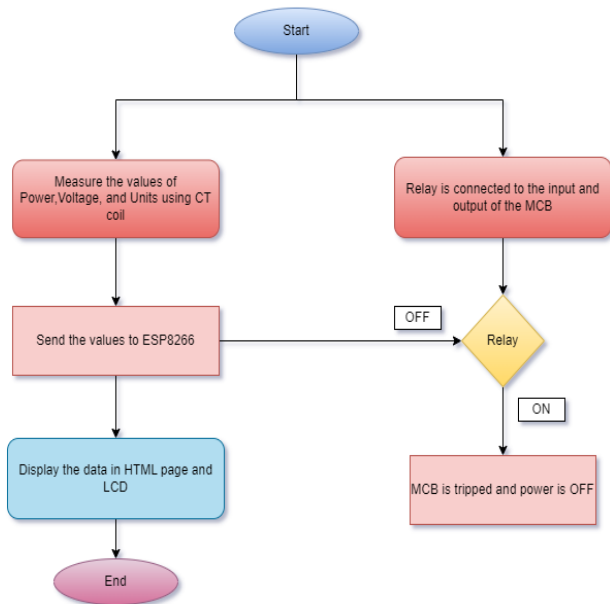 Start
Measure the values of
Power,Voltage, and Units using CT
coil
Relay is connected to the input and
output of the MCB
OFF
Send the values to ESP8266
Relay
ON
Display the data in HTML page and
LCD
MCB is tripped and power is OFF
End